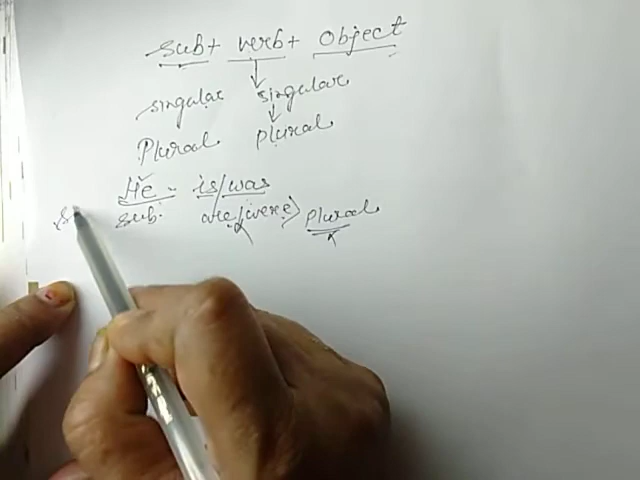 sub + verb + object
singular singular
Plural plural
He - is/was
sub. are/were > plural